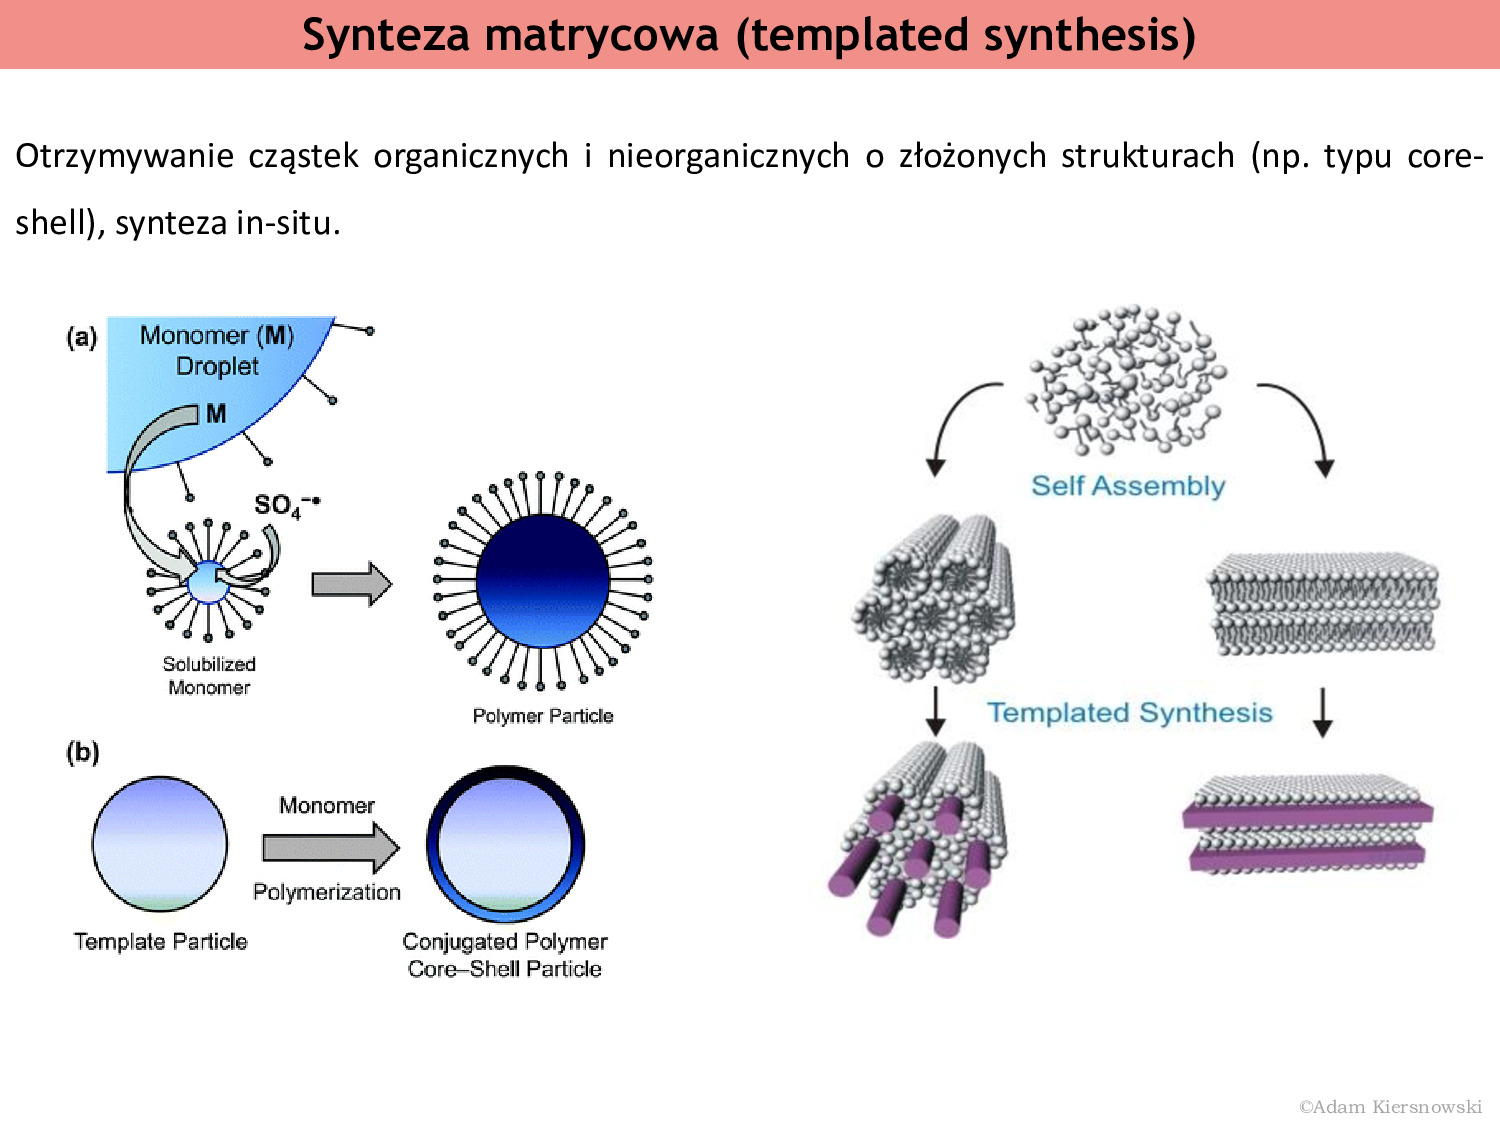 Synteza matrycowa (templated synthesis)
Otrzymywanie cząstek organicznych i nieorganicznych o złożonych strukturach (np. typu core-
shell), synteza in-situ.
(a)
Monomer (M)
Droplet
M
SO₄⁻•
Solubilized
Monomer
Polymer Particle
(b)
Monomer
Polymerization
Template Particle
Conjugated Polymer
Core–Shell Particle
Self Assembly
Templated Synthesis
©Adam Kiersnowski